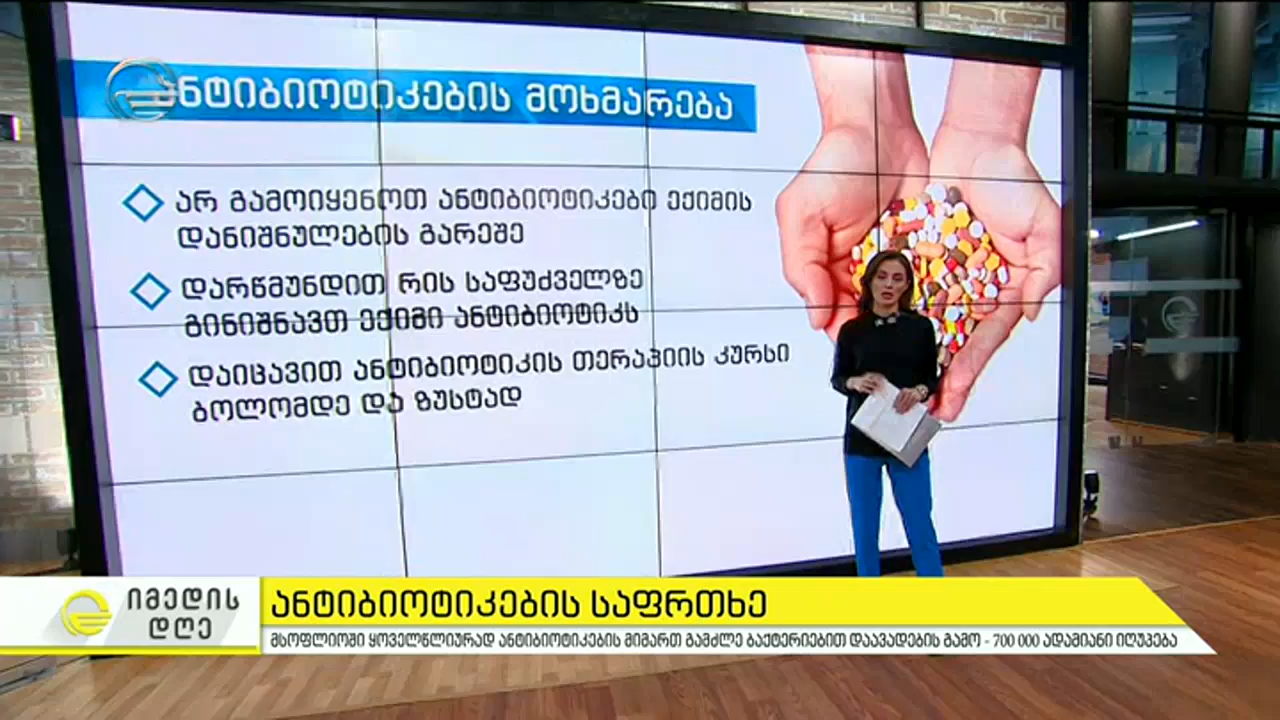 ანტიბიოტიკების მოხმარება
არ გამოიყენოთ ანტიბიოტიკები ექიმის
დანიშნულების გარეშე
დარწმუნდით რის საფუძველზე
გინიშნავთ ექიმი ანტიბიოტიკს
დაიცავით ანტიბიოტიკის თერაპიის კურსი
ბოლომდე და ზუსტად
იმედის
დღე
ანტიბიოტიკების საფრთხე
მსოფლიოში ყოველწლიურად ანტიბიოტიკების მიმართ გამძლე ბაქტერიებით დაავადების გამო - 700 000 ადამიანი იღუპება